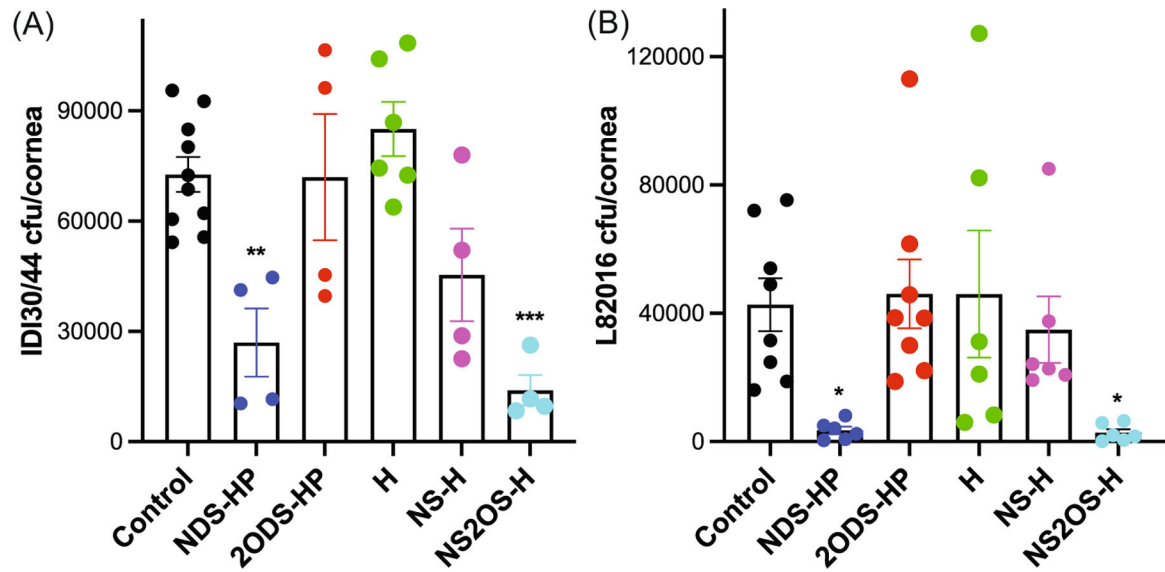 (A)
IDI30/44 cfu/cornea
90000
60000
30000
0
**
***
Control
NDS-HP
2ODS-HP
H
NS-H
NS2OS-H
(B)
L82016 cfu/cornea
120000
80000
40000
0
*
*
Control
NDS-HP
2ODS-HP
H
NS-H
NS2OS-H